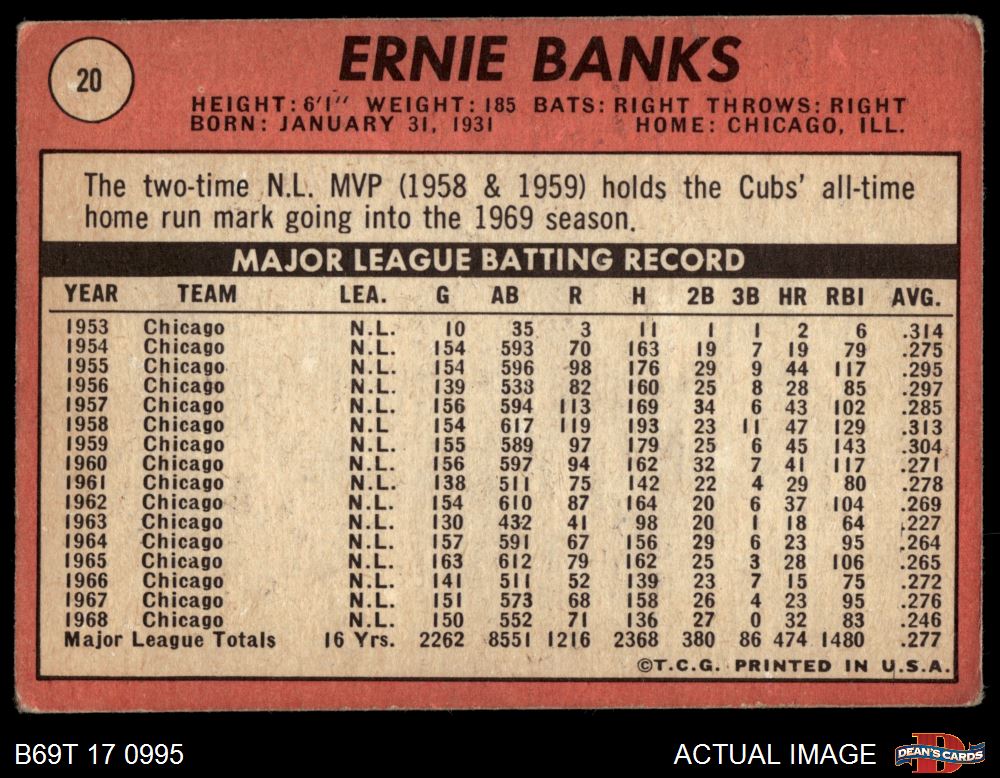 20
ERNIE BANKS
HEIGHT: 6'1" WEIGHT: 185 BATS: RIGHT THROWS: RIGHT
BORN: JANUARY 31, 1931 HOME: CHICAGO, ILL.
The two-time N.L. MVP (1958 & 1959) holds the Cubs' all-time
home run mark going into the 1969 season.
MAJOR LEAGUE BATTING RECORD
YEAR TEAM LEA. G AB R H 2B 3B HR RBI AVG.
1953 Chicago N.L. 10 35 3 11 1 1 2 6 .314
1954 Chicago N.L. 154 593 70 163 19 7 19 79 .275
1955 Chicago N.L. 154 596 98 176 29 9 44 117 .295
1956 Chicago N.L. 139 538 82 160 25 8 28 85 .297
1957 Chicago N.L. 156 594 113 169 34 6 43 102 .285
1958 Chicago N.L. 154 617 119 193 23 11 47 129 .313
1959 Chicago N.L. 155 589 97 179 25 6 45 143 .304
1960 Chicago N.L. 156 597 94 162 32 7 41 117 .271
1961 Chicago N.L. 138 511 75 142 22 4 29 80 .278
1962 Chicago N.L. 154 610 87 164 20 6 37 104 .269
1963 Chicago N.L. 130 432 41 98 20 1 18 64 .227
1964 Chicago N.L. 157 591 67 156 29 6 23 95 .264
1965 Chicago N.L. 163 612 79 162 25 3 28 106 .265
1966 Chicago N.L. 141 511 52 139 23 7 15 75 .272
1967 Chicago N.L. 151 573 68 158 26 4 23 95 .276
1968 Chicago N.L. 150 552 71 136 27 0 32 83 .246
Major League Totals 16 Yrs. 2262 8551 1216 2368 380 86 474 1480 .277
©T.C.G. PRINTED IN U.S.A.
B69T 17 0995 ACTUAL IMAGE DEAN'S CARDS